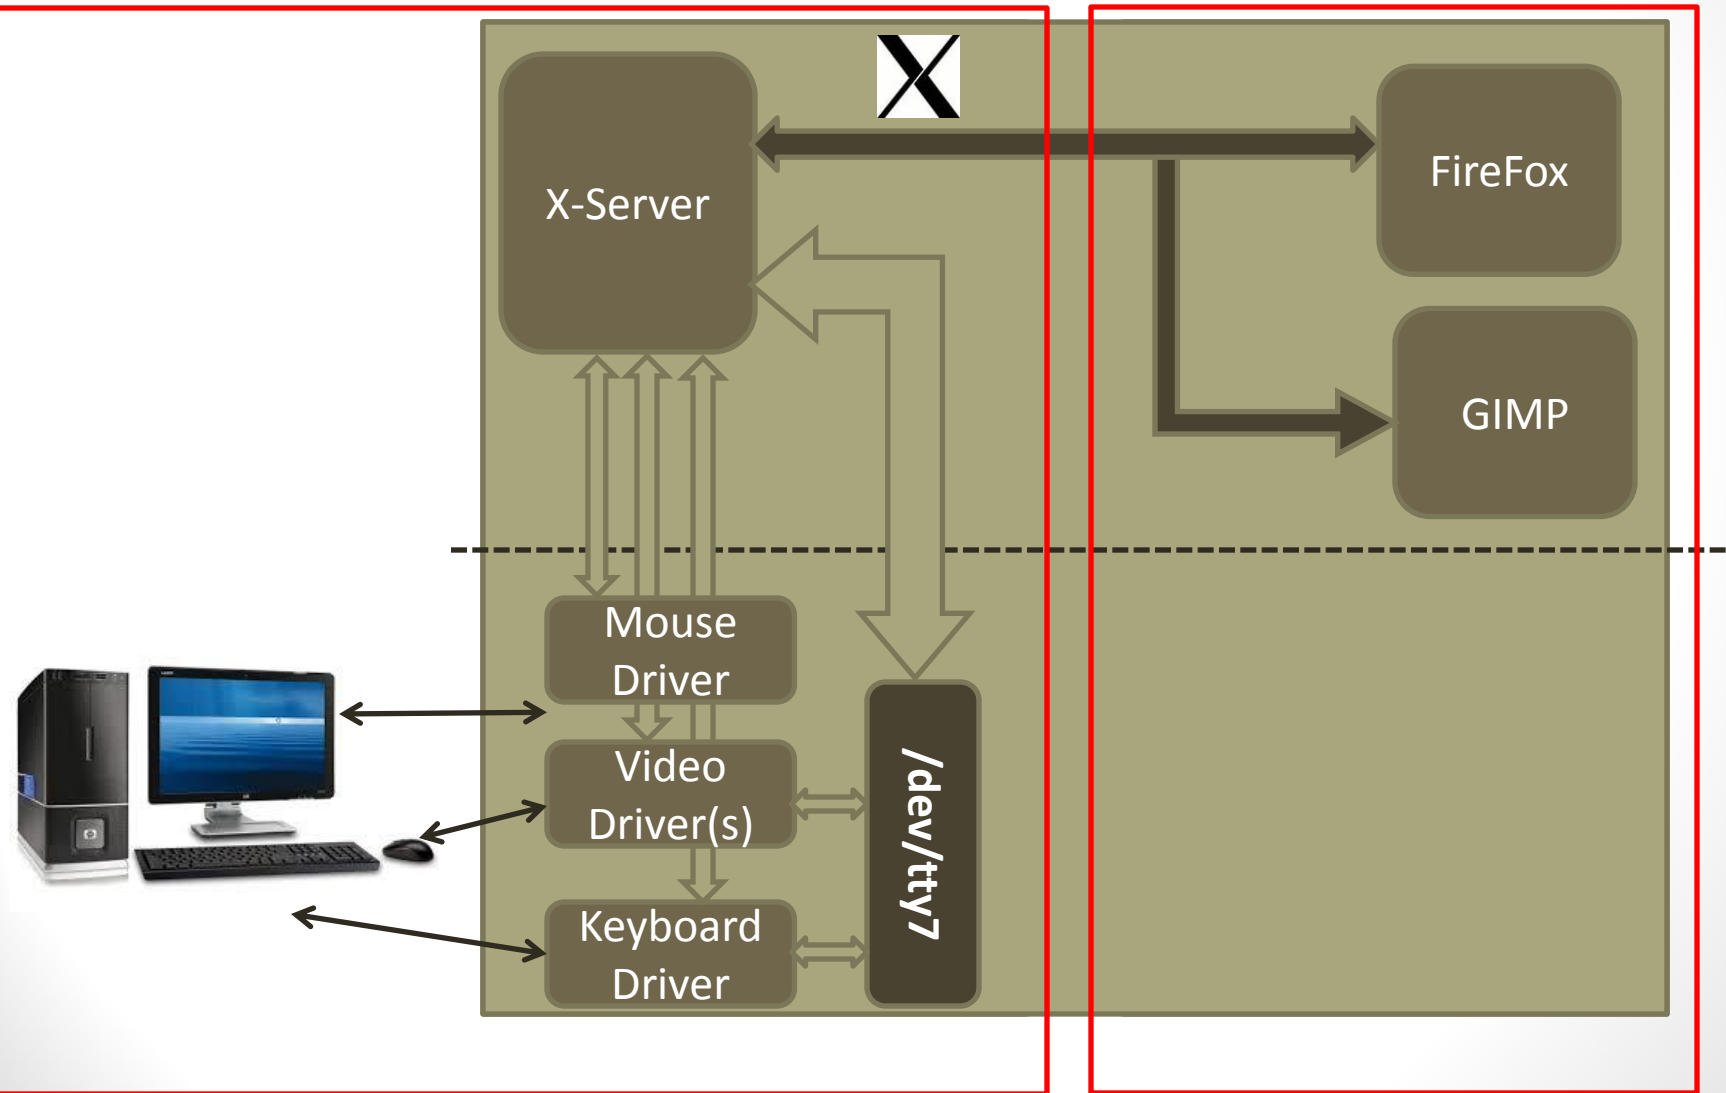 X-Server
FireFox
GIMP
Mouse
Driver
Video
Driver(s)
Keyboard
Driver
/dev/tty7